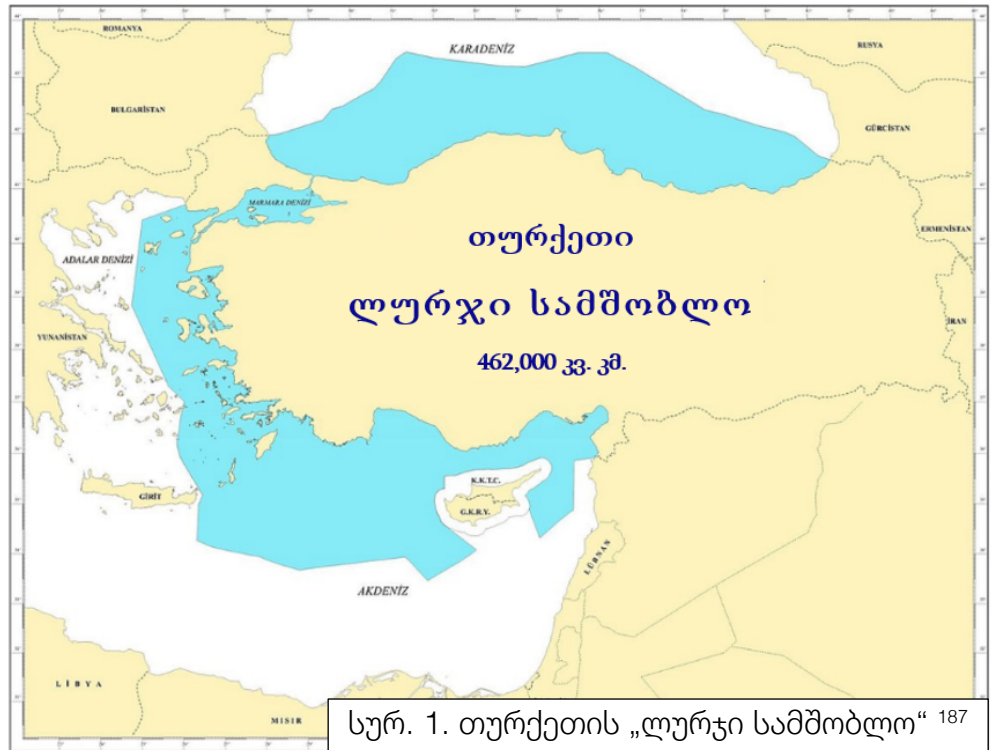 ROMANYA
KARADENİZ
RUSYA
BULGARİSTAN
GÜRCİSTAN
MARMARA DENİZİ
ERMENİSTAN
თურქეთი
ADALAR DENİZİ
ლურჯი სამშობლო
İRAN
YUNANİSTAN
462,000 კვ. კმ.
K.K.T.C.
GİRİT
G.K.R.Y.
LÜBNAN
AKDENİZ
LİBYA
MISIR
სურ. 1. თურქეთის „ლურჯი სამშობლო“ 187